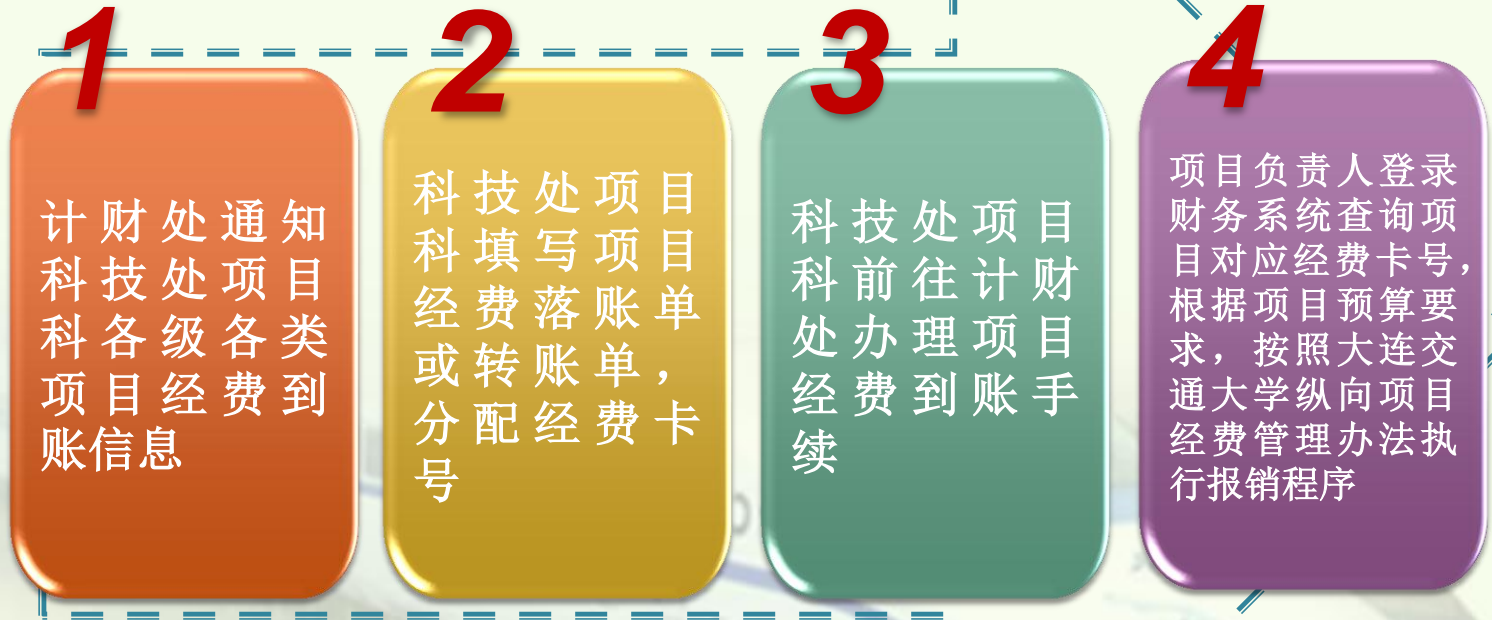 1
计财处通知
科技处项目
科各级各类
项目经费到
账信息
2
科技处项目
科填写项目
经费落账单
或转账单，
分配经费卡
号
3
科技处项目
科前往计财
处办理项目
经费到账手
续
4
项目负责人登录
财务系统查询项
目对应经费卡号，
根据项目预算要
求，按照大连交
通大学纵向项目
经费管理办法执
行报销程序